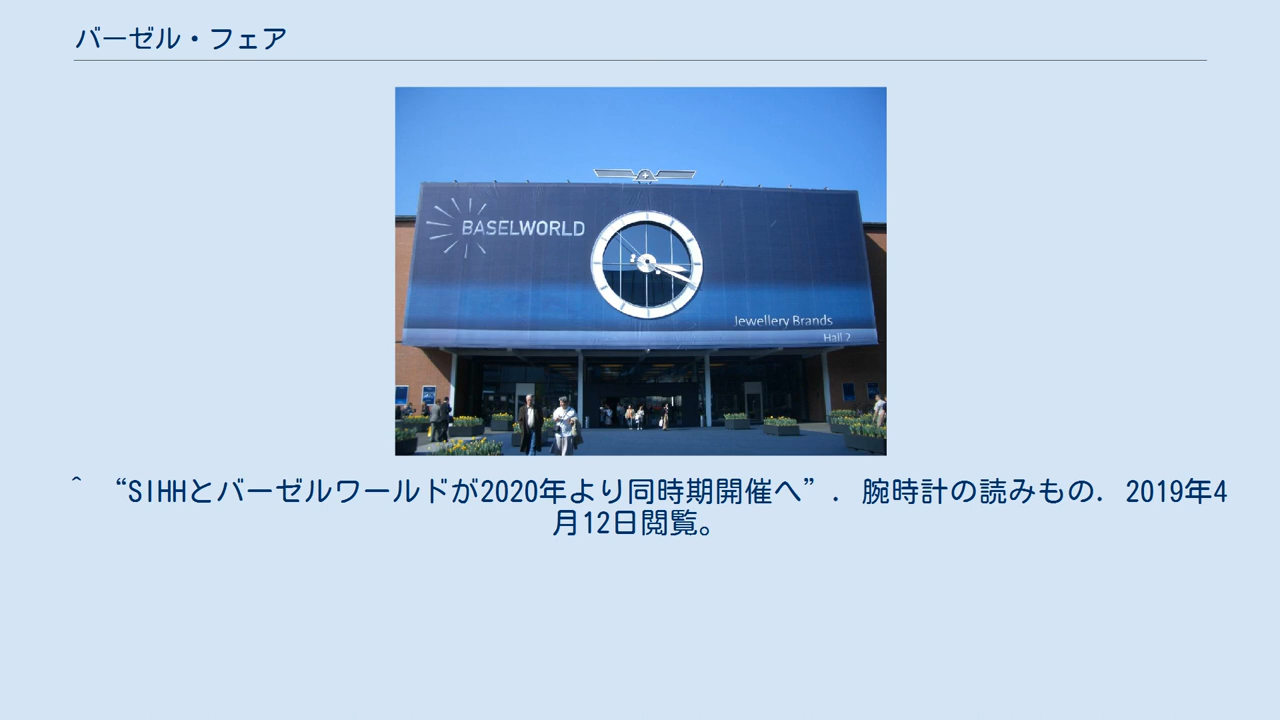 バーゼル・フェア
BASELWORLD
Jewellery Brands
Hall 2
^ “SIHHとバーゼルワールドが2020年より同時期開催へ”. 腕時計の読みもの. 2019年4
月12日閲覧。